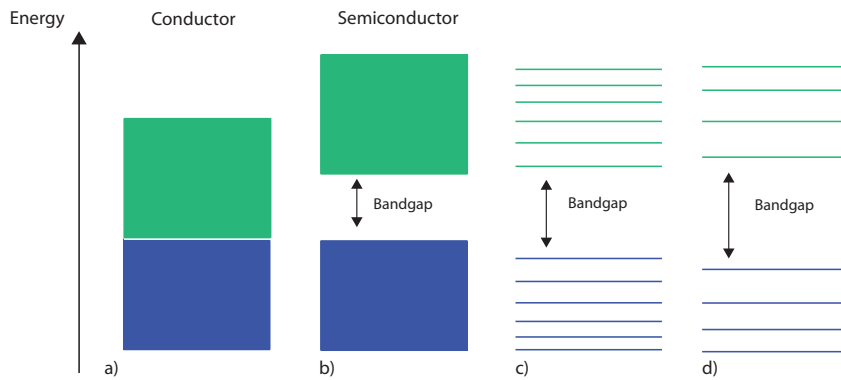 Energy
Conductor
Semiconductor
Bandgap
Bandgap
Bandgap
a)
b)
c)
d)